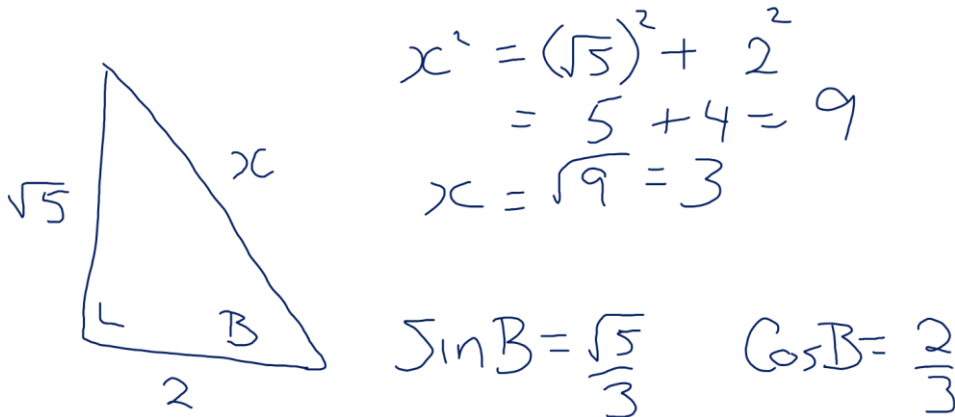 x² = (√5)² + 2²
= 5 + 4 = 9
x = √9 = 3
√5
x
B
2
Sin B = √5/3
Cos B = 2/3